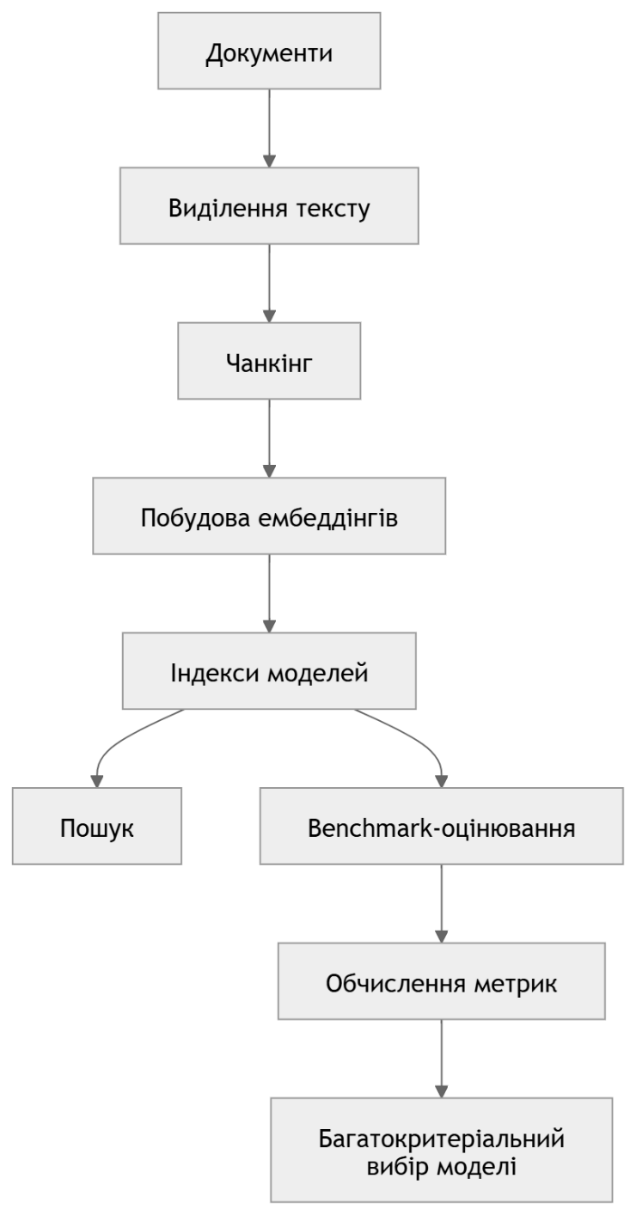 Документи
Виділення тексту
Чанкінг
Побудова ембеддінгів
Індекси моделей
Пошук
Benchmark-оцінювання
Обчислення метрик
Багатокритеріальний
вибір моделі